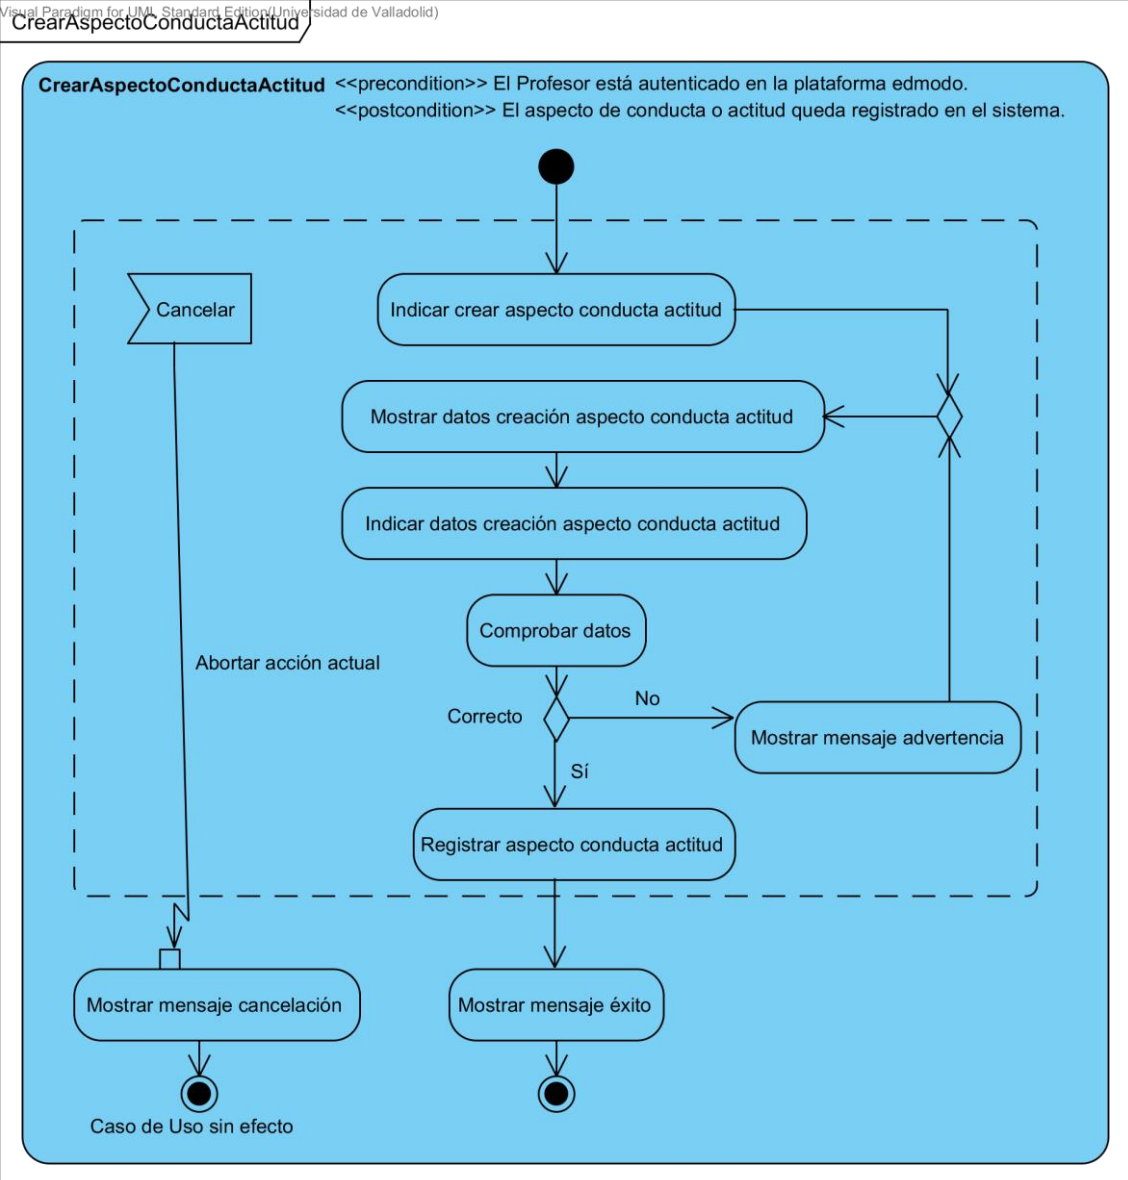 Visual Paradigm for UML Standard Edition(Universidad de Valladolid)
CrearAspectoConductaActitud
CrearAspectoConductaActitud <<precondition>> El Profesor está autenticado en la plataforma edmodo.
<<postcondition>> El aspecto de conducta o actitud queda registrado en el sistema.
Cancelar
Indicar crear aspecto conducta actitud
Mostrar datos creación aspecto conducta actitud
Indicar datos creación aspecto conducta actitud
Comprobar datos
Abortar acción actual
No
Correcto
Mostrar mensaje advertencia
Sí
Registrar aspecto conducta actitud
Mostrar mensaje cancelación
Mostrar mensaje éxito
Caso de Uso sin efecto